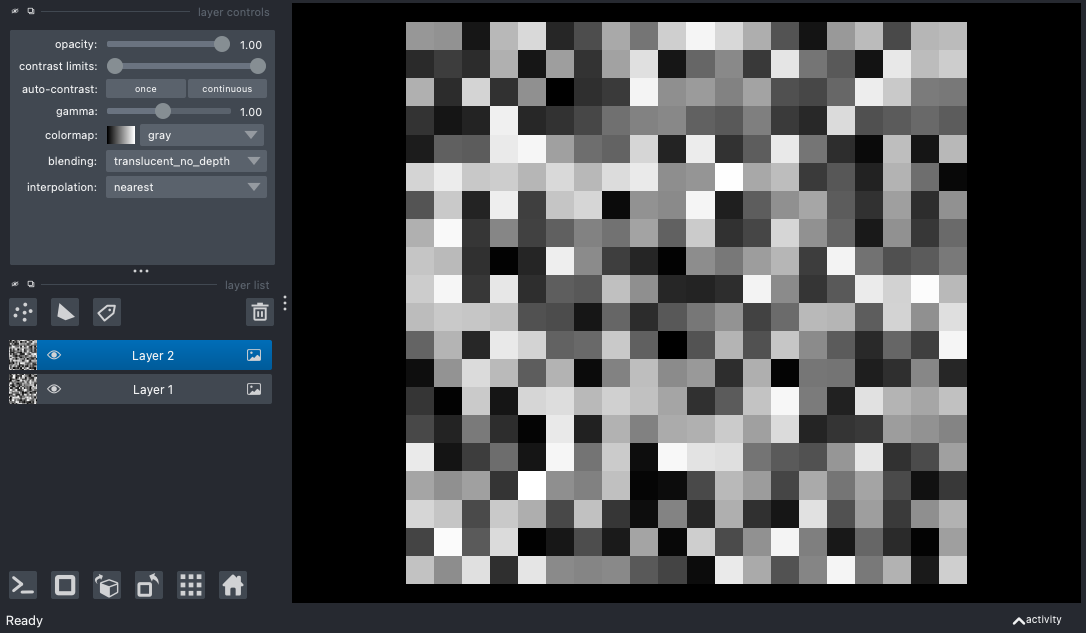 layer controls
opacity: 1.00
contrast limits:
auto-contrast: once continuous
gamma: 1.00
colormap: gray
blending: translucent_no_depth
interpolation: nearest
layer list
Layer 2
Layer 1
Ready
activity